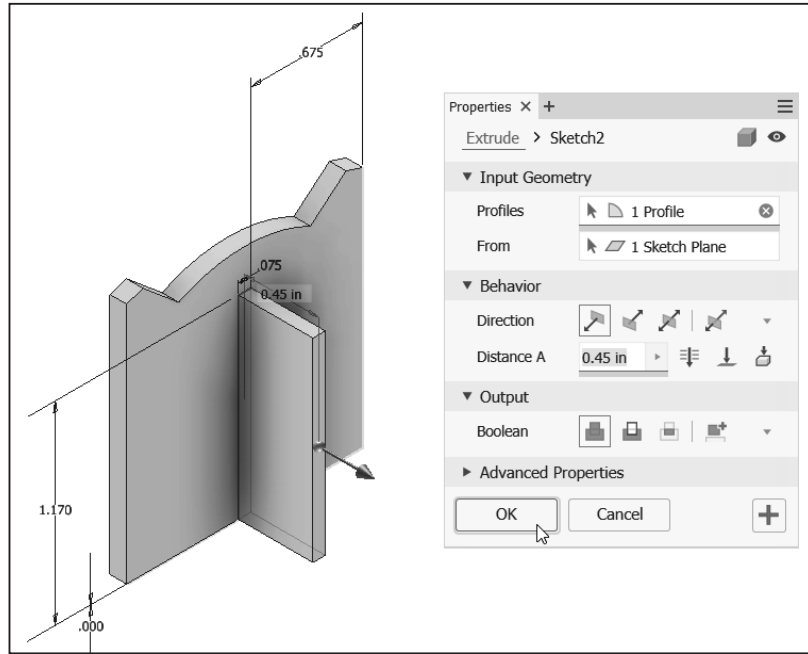 .675
.075
0.45 in
1.170
.000
Properties × +
Extrude > Sketch2
Input Geometry
Profiles 1 Profile
From 1 Sketch Plane
Behavior
Direction
Distance A 0.45 in
Output
Boolean
Advanced Properties
OK Cancel